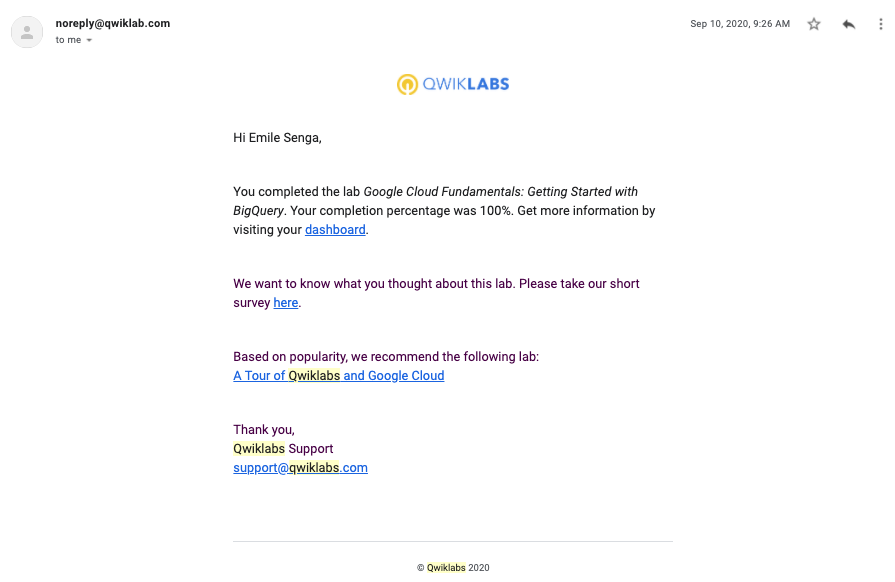 noreply@qwiklab.com
Sep 10, 2020, 9:26 AM
to me
QWIKLABS
Hi Emile Senga,
You completed the lab Google Cloud Fundamentals: Getting Started with
BigQuery. Your completion percentage was 100%. Get more information by
visiting your dashboard.
We want to know what you thought about this lab. Please take our short
survey here.
Based on popularity, we recommend the following lab:
A Tour of Qwiklabs and Google Cloud
Thank you,
Qwiklabs Support
support@qwiklabs.com
© Qwiklabs 2020